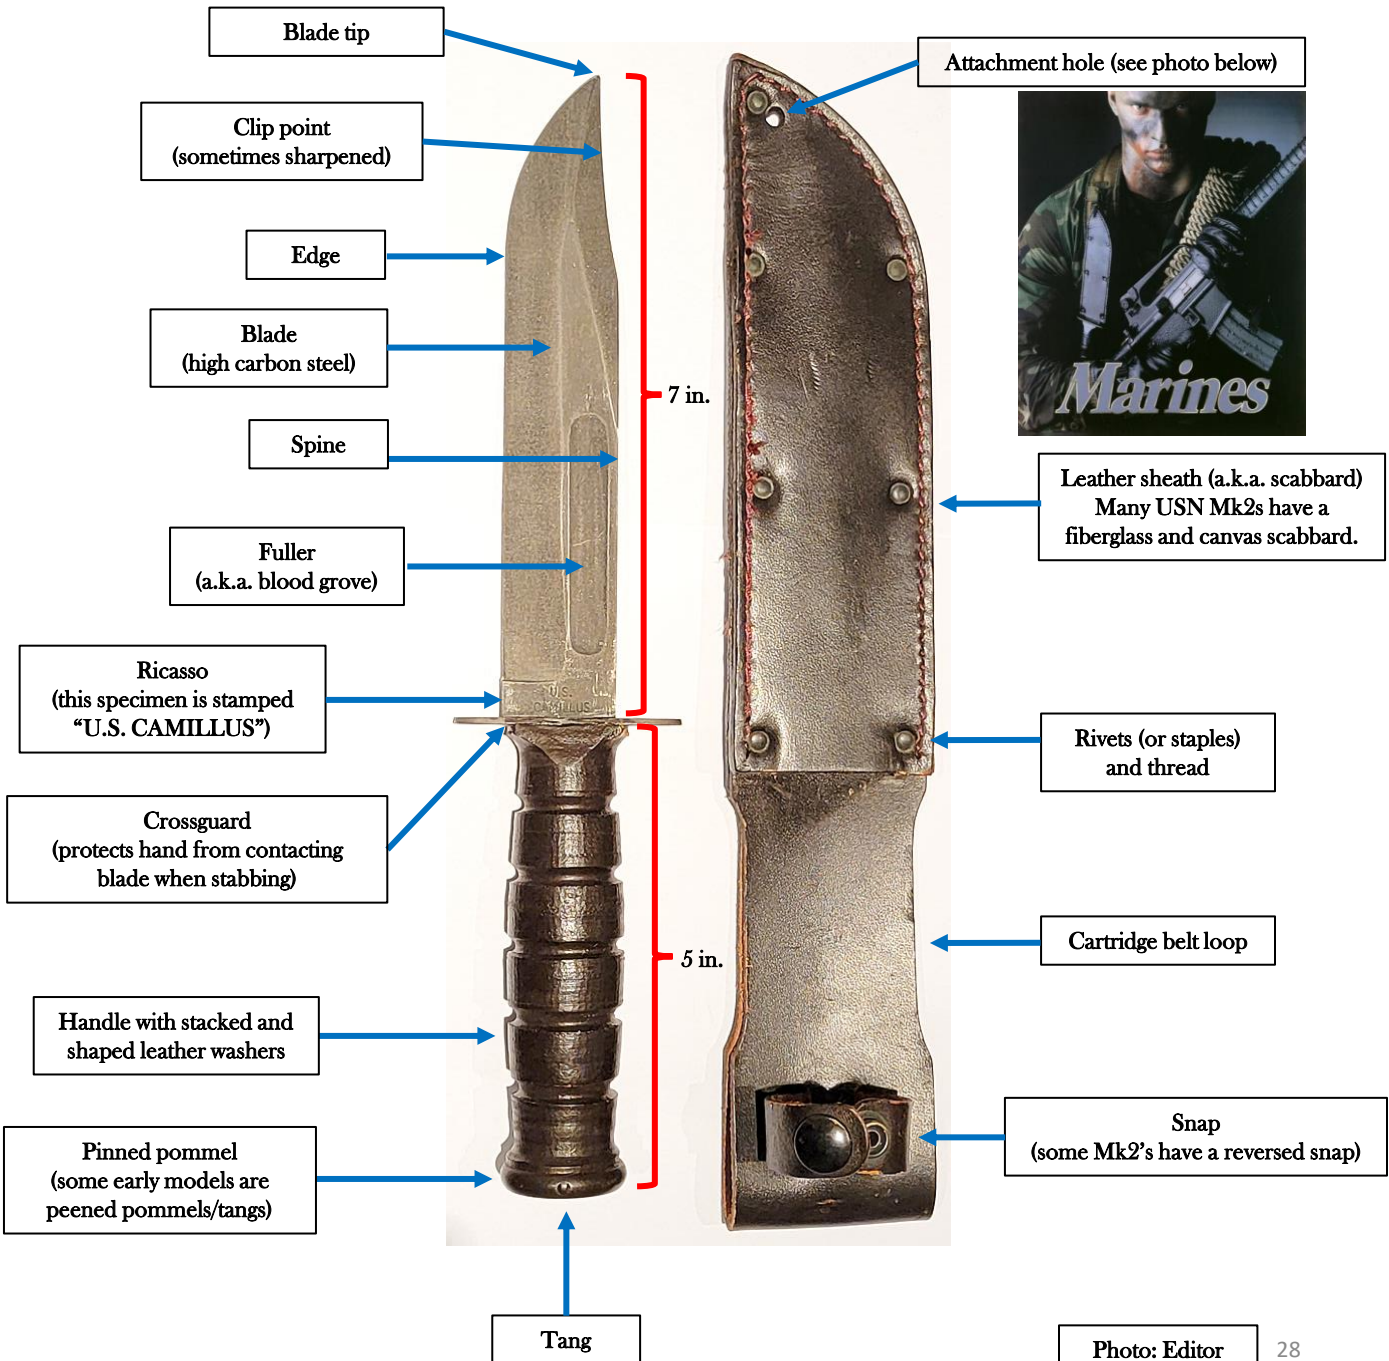 Blade tip
Attachment hole (see photo below)
Clip point
(sometimes sharpened)
Marines
Edge
Blade
(high carbon steel)
7 in.
Spine
Leather sheath (a.k.a. scabbard)
Many USN Mk2s have a
fiberglass and canvas scabbard.
Fuller
(a.k.a. blood grove)
Ricasso
(this specimen is stamped
“U.S. CAMILLUS”)
U.S.
CAMILLUS
Rivets (or staples)
and thread
Crossguard
(protects hand from contacting
blade when stabbing)
Cartridge belt loop
5 in.
Handle with stacked and
shaped leather washers
Snap
(some Mk2’s have a reversed snap)
Pinned pommel
(some early models are
peened pommels/tangs)
Tang
Photo: Editor
28